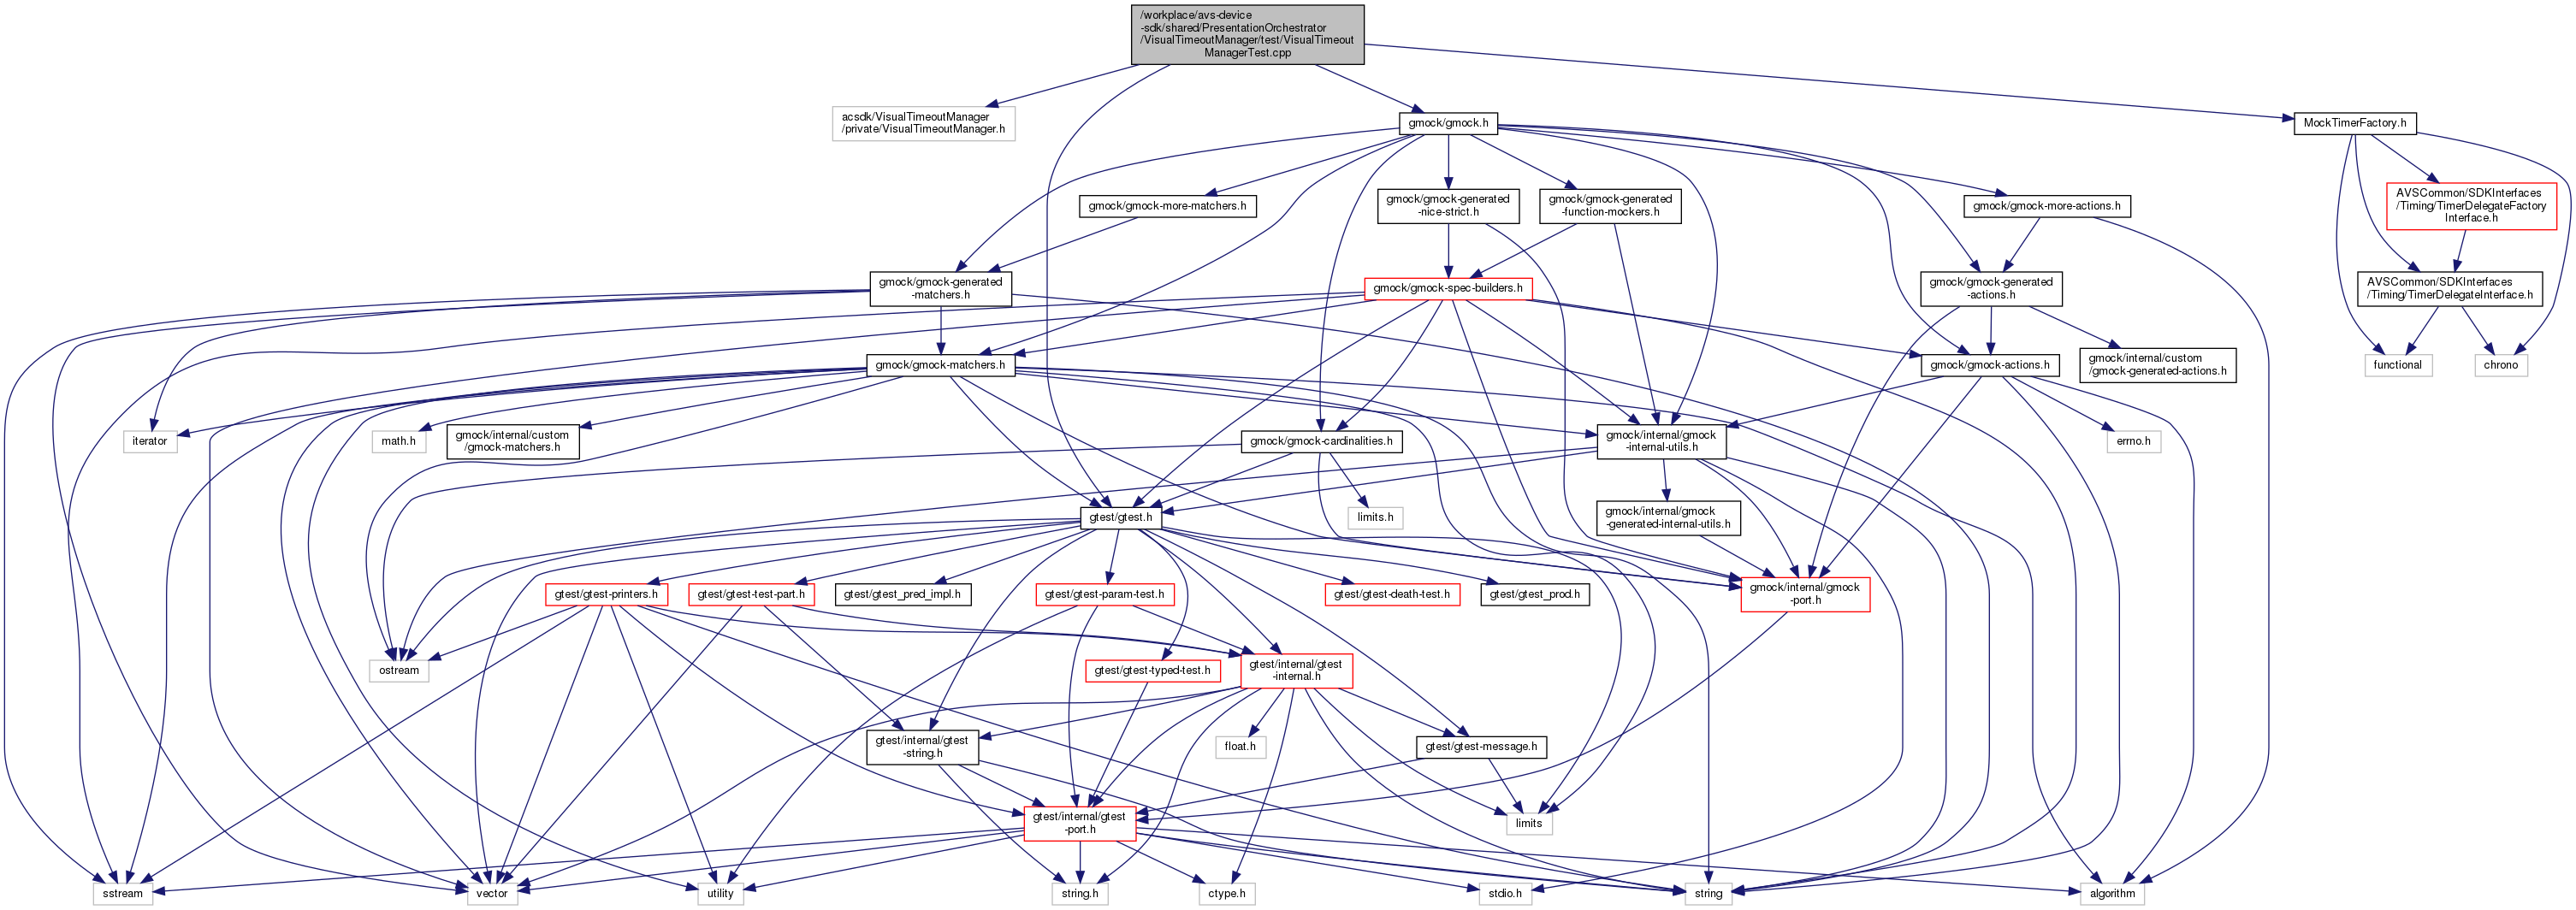 /workplace/avs-device
-sdk/shared/PresentationOrchestrator
/VisualTimeoutManager/test/VisualTimeout
ManagerTest.cpp
acsdk/VisualTimeoutManager
/private/VisualTimeoutManager.h
gmock/gmock.h
MockTimerFactory.h
gmock/gmock-more-matchers.h
gmock/gmock-generated
-nice-strict.h
gmock/gmock-generated
-function-mockers.h
gmock/gmock-more-actions.h
AVSCommon/SDKInterfaces
/Timing/TimerDelegateFactory
Interface.h
gmock/gmock-generated
-matchers.h
gmock/gmock-spec-builders.h
gmock/gmock-generated
-actions.h
AVSCommon/SDKInterfaces
/Timing/TimerDelegateInterface.h
gmock/gmock-matchers.h
gmock/gmock-actions.h
gmock/internal/custom
/gmock-generated-actions.h
functional
chrono
iterator
math.h
gmock/internal/custom
/gmock-matchers.h
gmock/gmock-cardinalities.h
gmock/internal/gmock
-internal-utils.h
errno.h
gtest/gtest.h
limits.h
gmock/internal/gmock
-generated-internal-utils.h
gtest/gtest-printers.h
gtest/gtest-test-part.h
gtest/gtest_pred_impl.h
gtest/gtest-param-test.h
gtest/gtest-death-test.h
gtest/gtest_prod.h
gmock/internal/gmock
-port.h
ostream
gtest/gtest-typed-test.h
gtest/internal/gtest
-internal.h
gtest/internal/gtest
-string.h
float.h
gtest/gtest-message.h
gtest/internal/gtest
-port.h
limits
sstream
vector
utility
string.h
ctype.h
stdio.h
string
algorithm